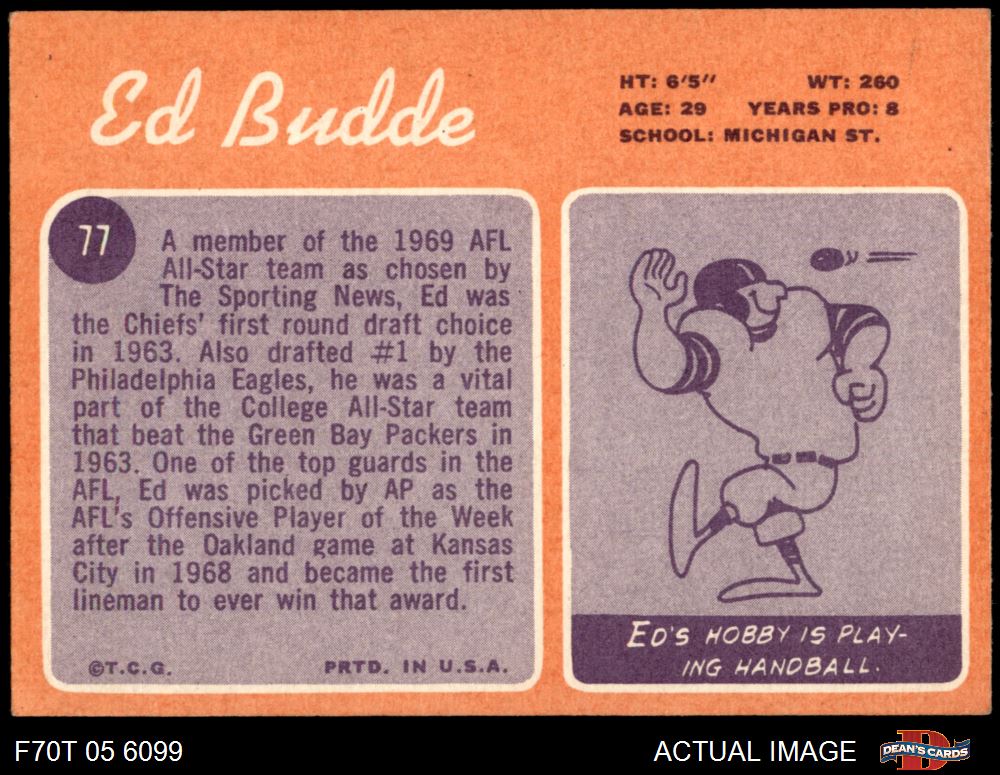 Ed Budde
HT: 6'5" WT: 260
AGE: 29 YEARS PRO: 8
SCHOOL: MICHIGAN ST.
77
A member of the 1969 AFL
All-Star team as chosen by
The Sporting News, Ed was
the Chiefs' first round draft choice
in 1963. Also drafted #1 by the
Philadelphia Eagles, he was a vital
part of the College All-Star team
that beat the Green Bay Packers in
1963. One of the top guards in the
AFL, Ed was picked by AP as the
AFL's Offensive Player of the Week
after the Oakland game at Kansas
City in 1968 and became the first
lineman to ever win that award.
©T.C.G. PRTD. IN U.S.A.
ED'S HOBBY IS PLAY-
ING HANDBALL.
F70T 05 6099
ACTUAL IMAGE
DEAN'S CARDS